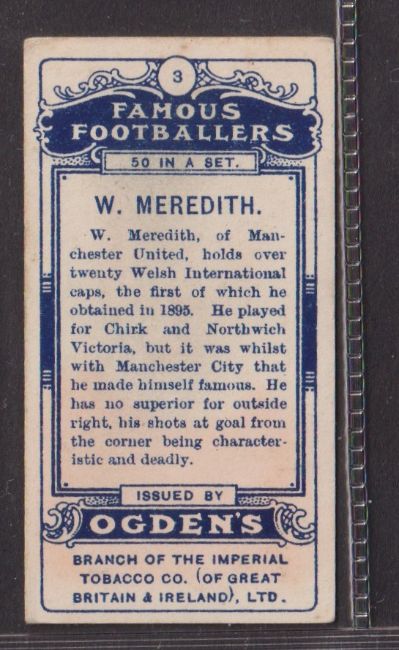 3
FAMOUS
FOOTBALLERS
50 IN A SET.
W. MEREDITH.
W. Meredith, of Man-
chester United, holds over
twenty Welsh International
caps, the first of which he
obtained in 1895. He played
for Chirk and Northwich
Victoria, but it was whilst
with Manchester City that
he made himself famous. He
has no superior for outside
right, his shots at goal from
the corner being character-
istic and deadly.
ISSUED BY
OGDEN'S
BRANCH OF THE IMPERIAL
TOBACCO CO. (OF GREAT
BRITAIN & IRELAND), LTD.